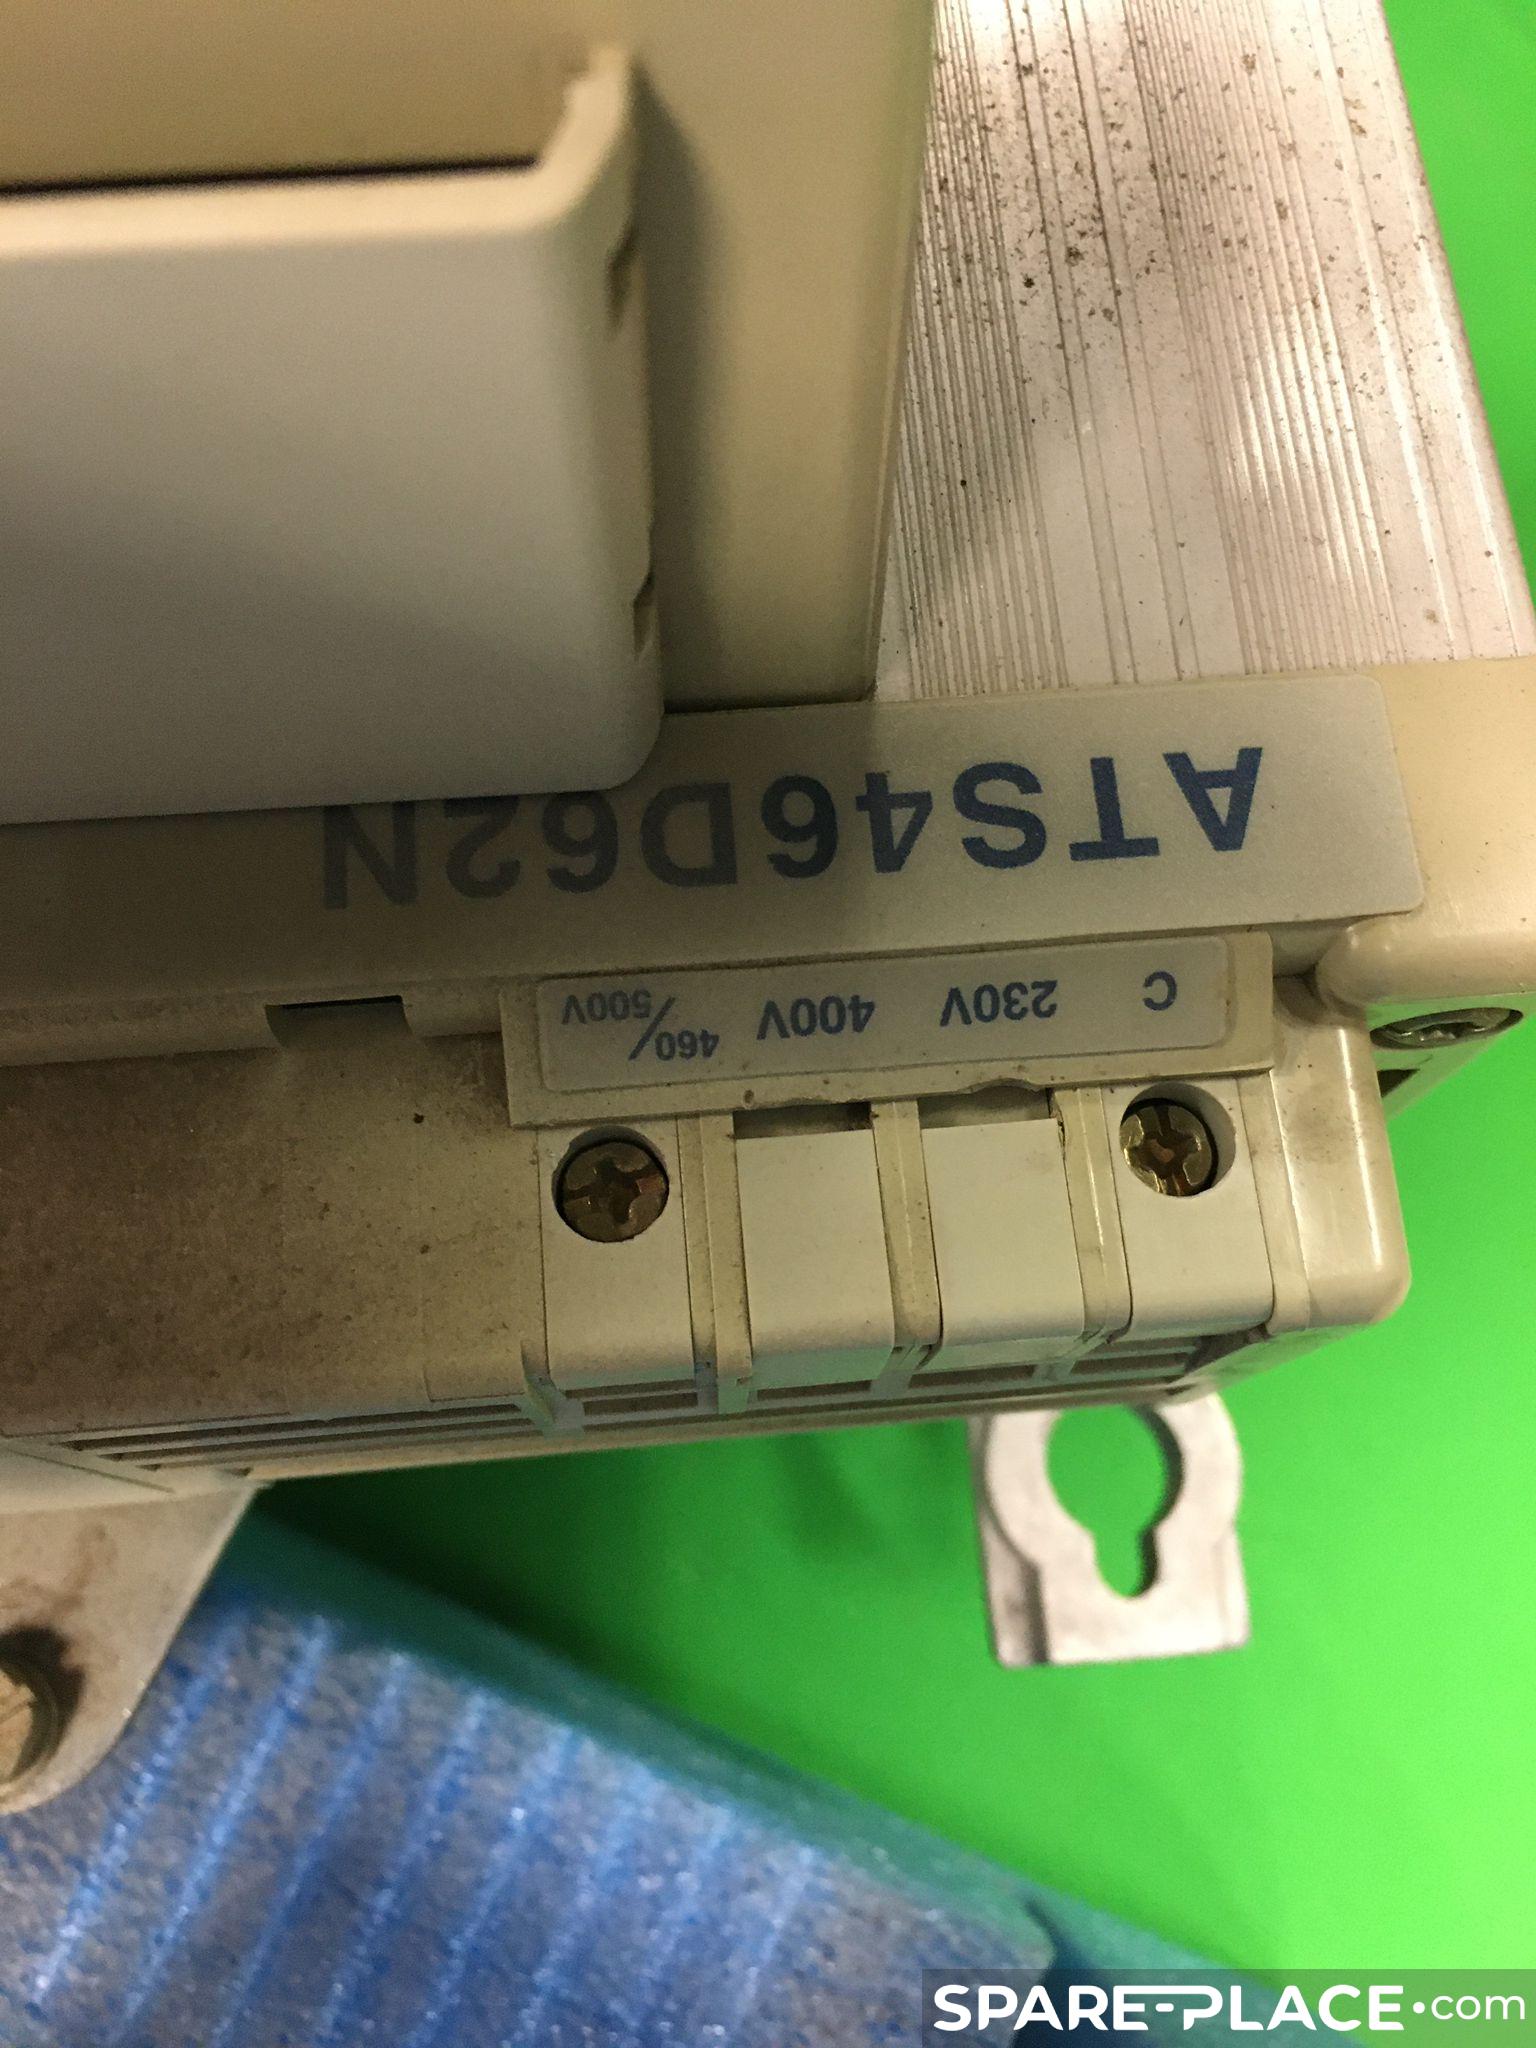 C 230V 400V 460/500V
ATS46D62N
SPARE-PLACE.com